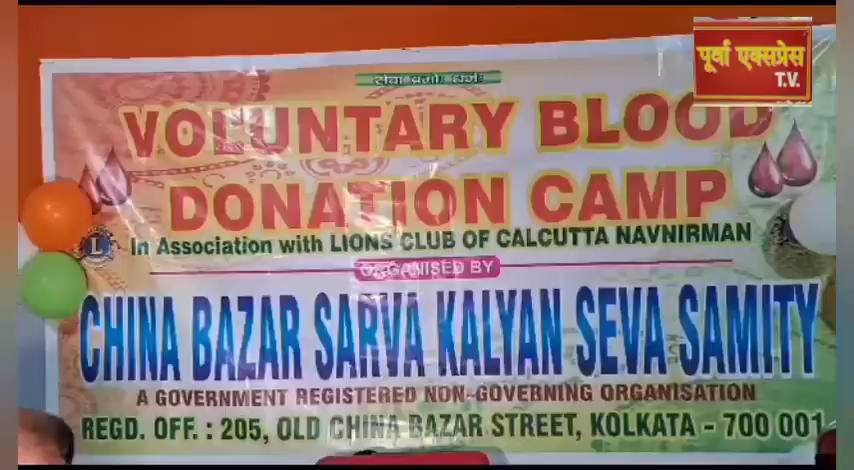 पूर्वा एक्सप्रेस
T.V.
VOLUNTARY BLOOD
DONATION CAMP
In Association with LIONS CLUB OF CALCUTTA NAVNIRMAN
ORGANISED BY
CHINA BAZAR SARVA KALYAN SEVA SAMITY
A GOVERNMENT REGISTERED NON-GOVERNING ORGANISATION
REGD. OFF. : 205, OLD CHINA BAZAR STREET, KOLKATA - 700 001